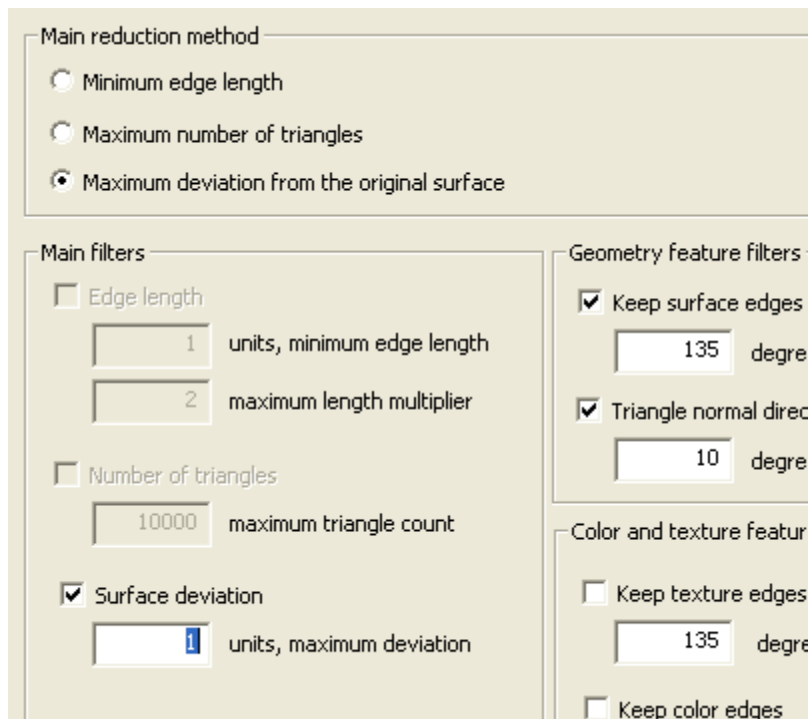 Main reduction method
Minimum edge length
Maximum number of triangles
Maximum deviation from the original surface
Main filters
Edge length
1 units, minimum edge length
2 maximum length multiplier
Number of triangles
10000 maximum triangle count
Surface deviation
1 units, maximum deviation
Geometry feature filters
Keep surface edges
135 degre
Triangle normal direc
10 degre
Color and texture featur
Keep texture edges
135 degre
Keep color edges